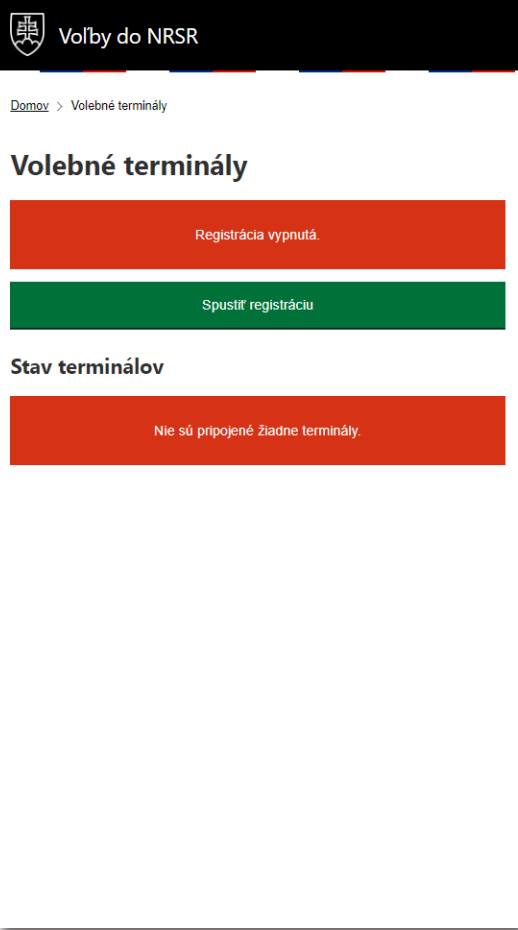 Voľby do NRSR
Domov > Volebné terminály
Volebné terminály
Registrácia vypnutá.
Spustiť registráciu
Stav terminálov
Nie sú pripojené žiadne terminály.